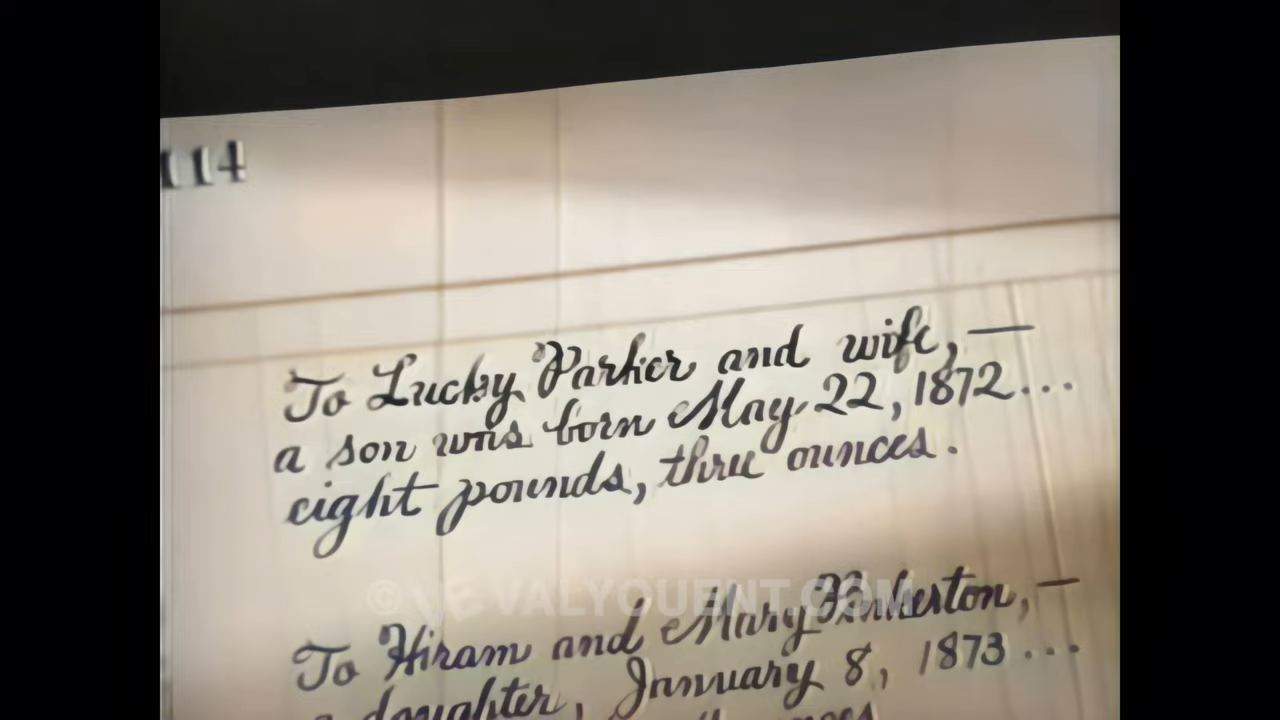 114
To Lucky Parker and wife, —
a son was born May 22, 1872...
eight pounds, three ounces.
To Hiram and Mary Pinkerton, —
a daughter, January 8, 1873...
ounces